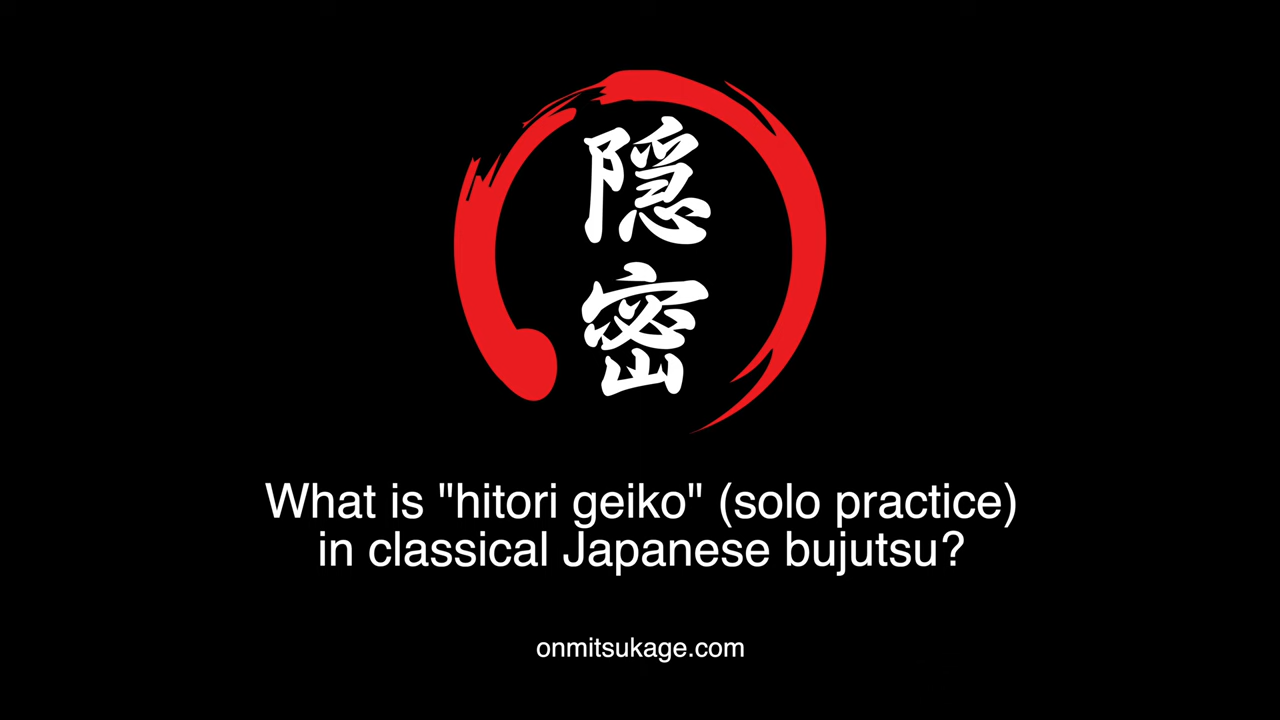 隠
密
What is "hitori geiko" (solo practice)
in classical Japanese bujutsu?
onmitsukage.com